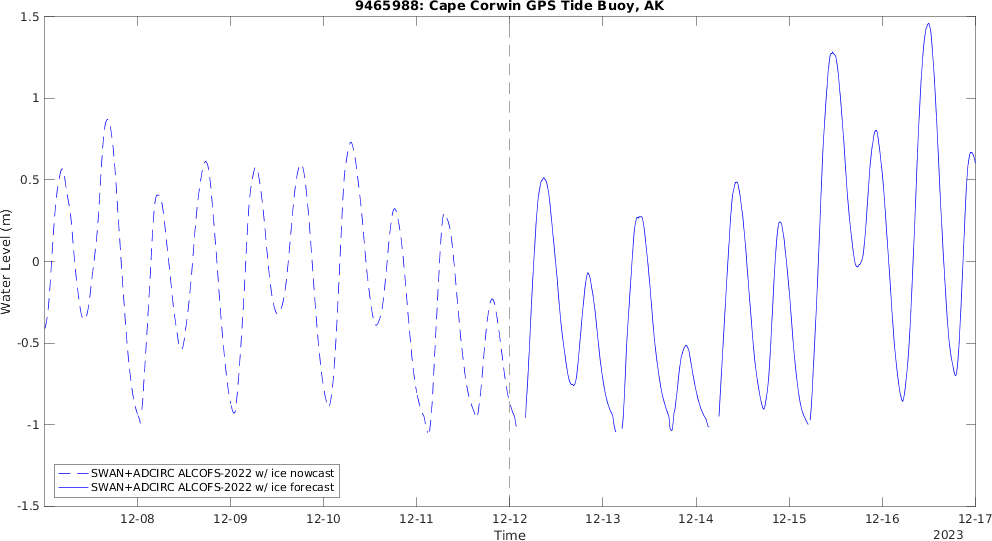 9465988: Cape Corwin GPS Tide Buoy, AK
1.5
1
0.5
0
-0.5
-1
-1.5
Water Level (m)
SWAN+ADCIRC ALCOFS-2022 w/ ice nowcast
SWAN+ADCIRC ALCOFS-2022 w/ ice forecast
12-08 12-09 12-10 12-11 12-12 12-13 12-14 12-15 12-16 12-17
Time
2023